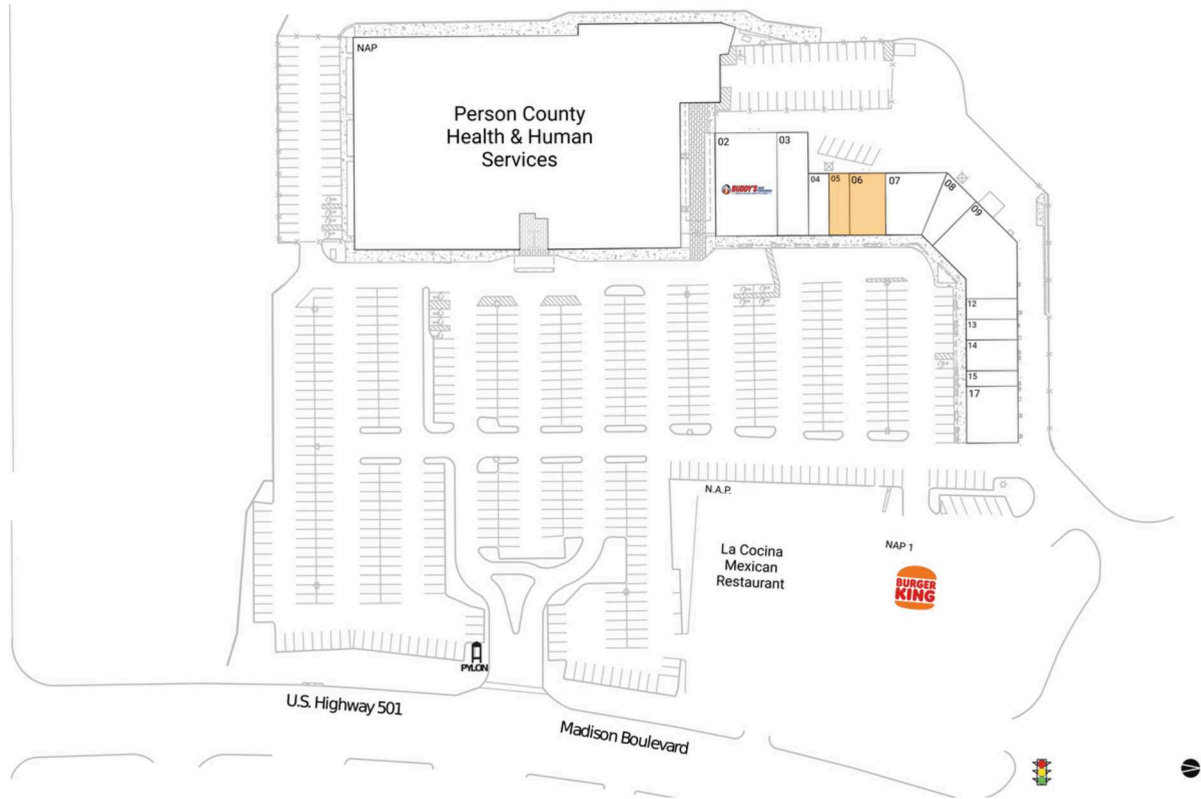 NAP
Person County
Health & Human
Services
02
03
BUDDY'S
04
05
06
07
08
09
12
13
14
15
17
N.A.P.
La Cocina
Mexican
Restaurant
NAP 1
BURGER
KING
PYLON
U.S. Highway 501
Madison Boulevard